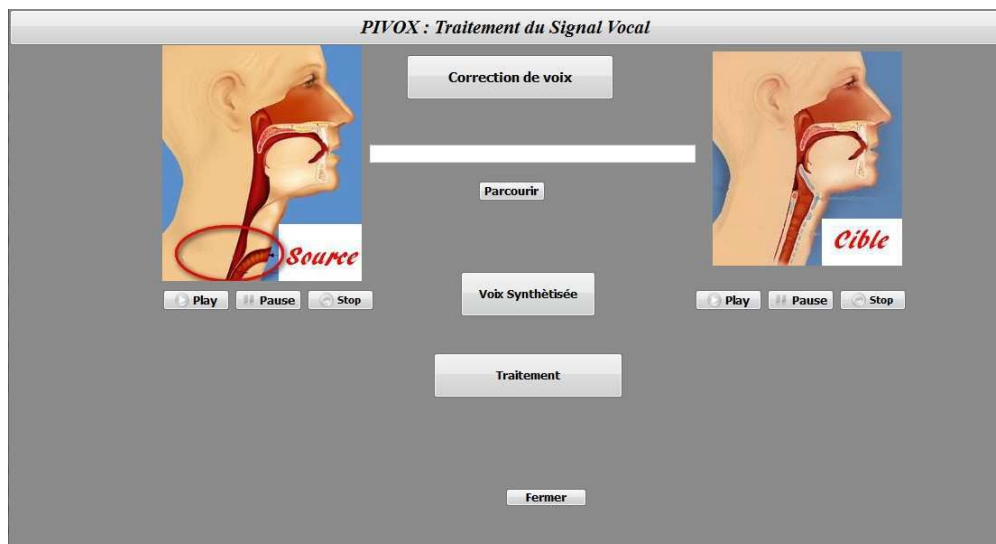 PIVOX : Traitement du Signal Vocal
Correction de voix
Parcourir
Source
Cible
Play Pause Stop
Voix Synthètisée
Play Pause Stop
Traitement
Fermer